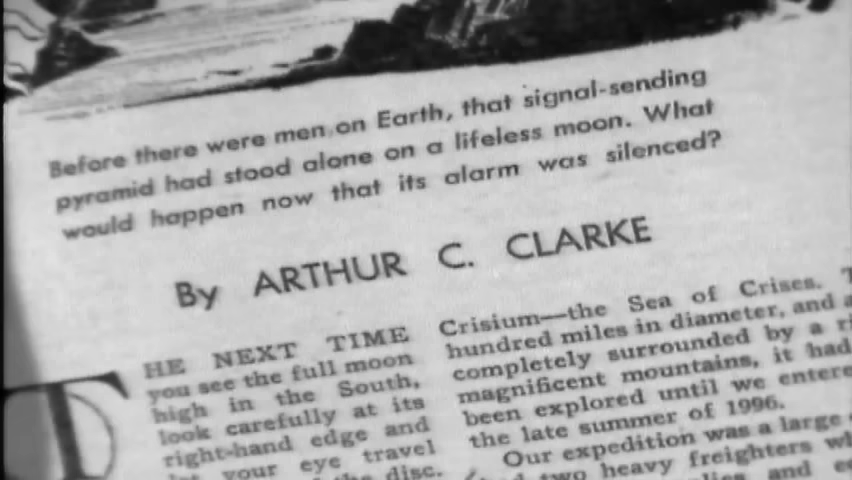 Before there were men on Earth, that signal-sending
pyramid had stood alone on a lifeless moon. What
would happen now that its alarm was silenced?
By ARTHUR C. CLARKE
THE NEXT TIME
you see the full moon
high in the South,
look carefully at its
right-hand edge and
let your eye travel
the disc.
Crisium—the Sea of Crises.
hundred miles in diameter, and
completely surrounded by a
magnificent mountains, it had
been explored until we entere
the late summer of 1996.
Our expedition was a large
two heavy freighters
and